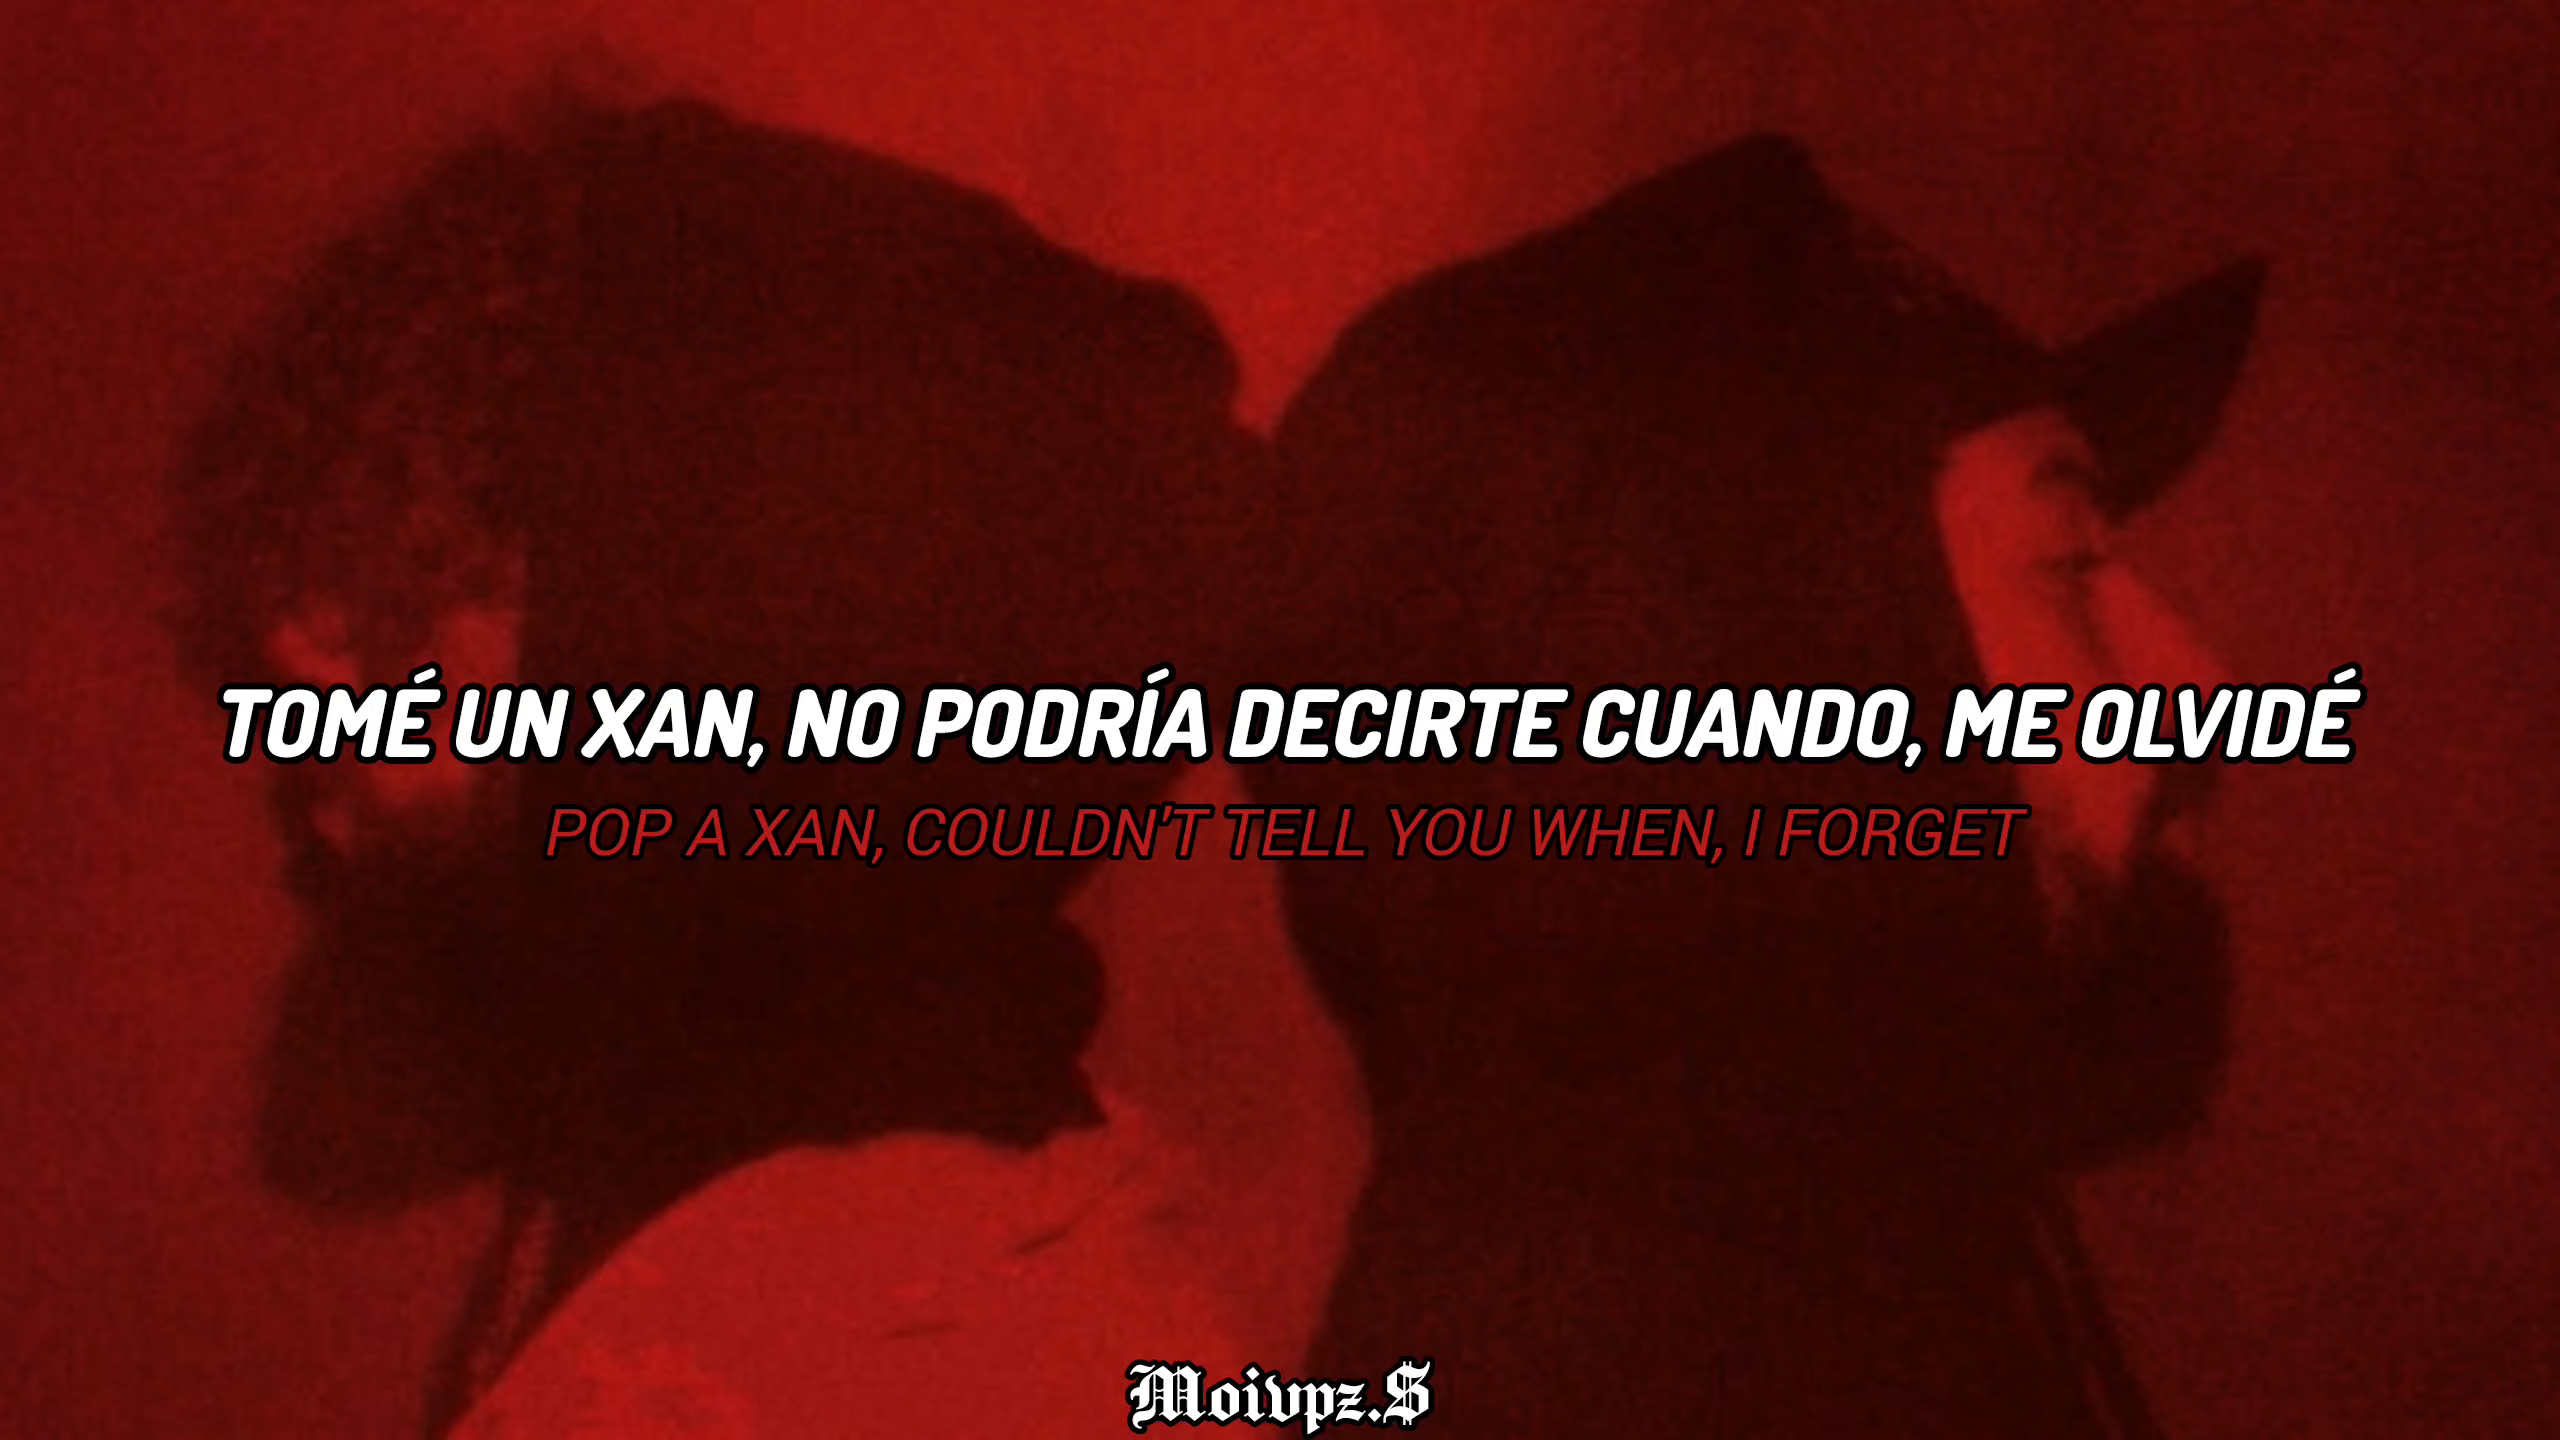 TOMÉ UN XAN, NO PODRÍA DECIRTE CUANDO, ME OLVIDÉ
POP A XAN, COULDN'T TELL YOU WHEN, I FORGET
Moivpz.$